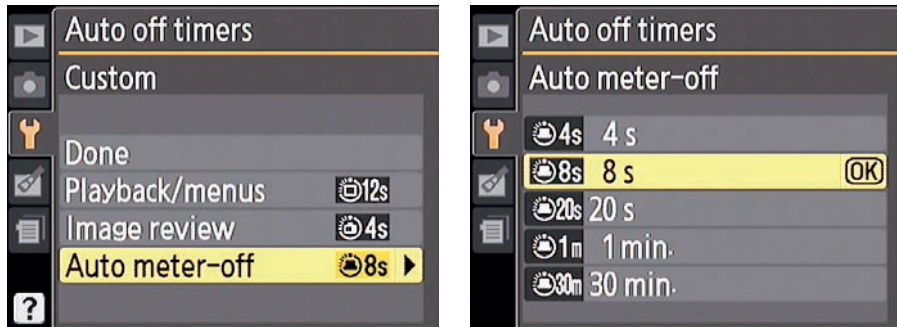 Auto off timers
Custom
Done
Playback/menus 12s
Image review 4s
Auto meter-off 8s
?
Auto off timers
Auto meter-off
4s 4 s
8s 8 s OK
20s 20 s
1m 1 min.
30m 30 min.